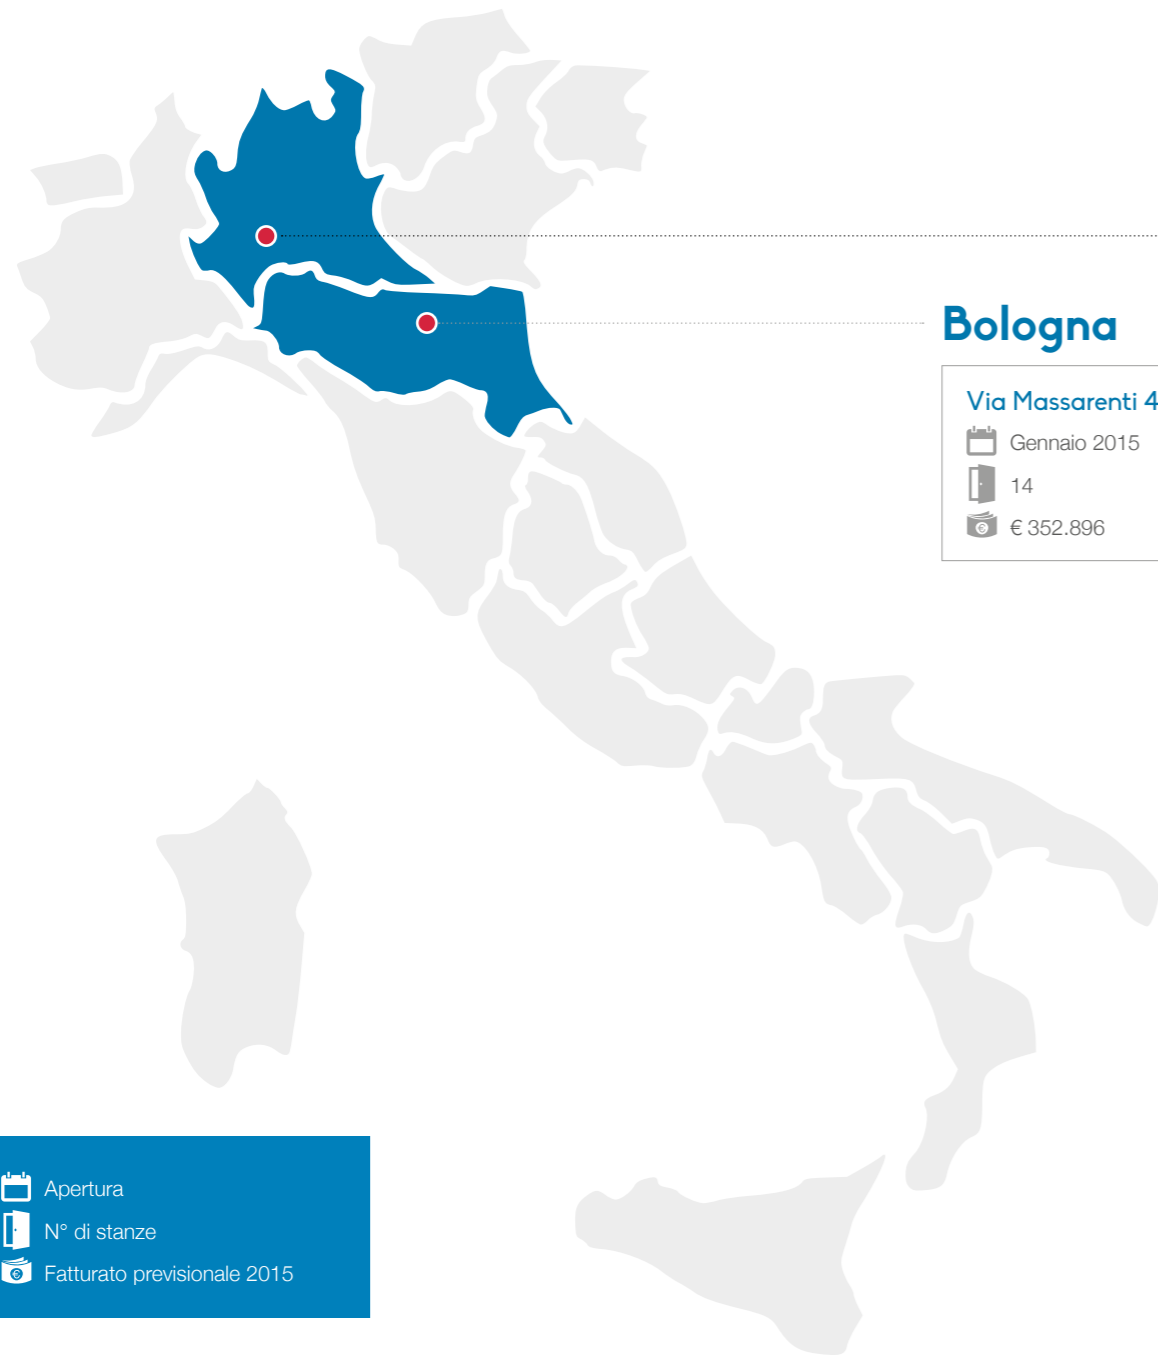 Bologna
Via Massarenti 4
Gennaio 2015
14
€ 352.896
Apertura
N° di stanze
Fatturato previsionale 2015